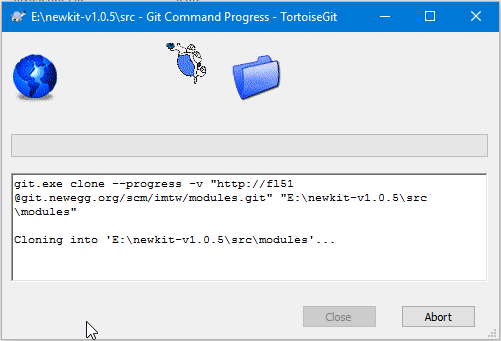 E:\newkit-v1.0.5\src - Git Command Progress - TortoiseGit
git.exe clone --progress -v "http://fl51
@git.newegg.org/scm/imtw/modules.git" "E:\newkit-v1.0.5\src
\modules"
Cloning into 'E:\newkit-v1.0.5\src\modules'...
Close
Abort